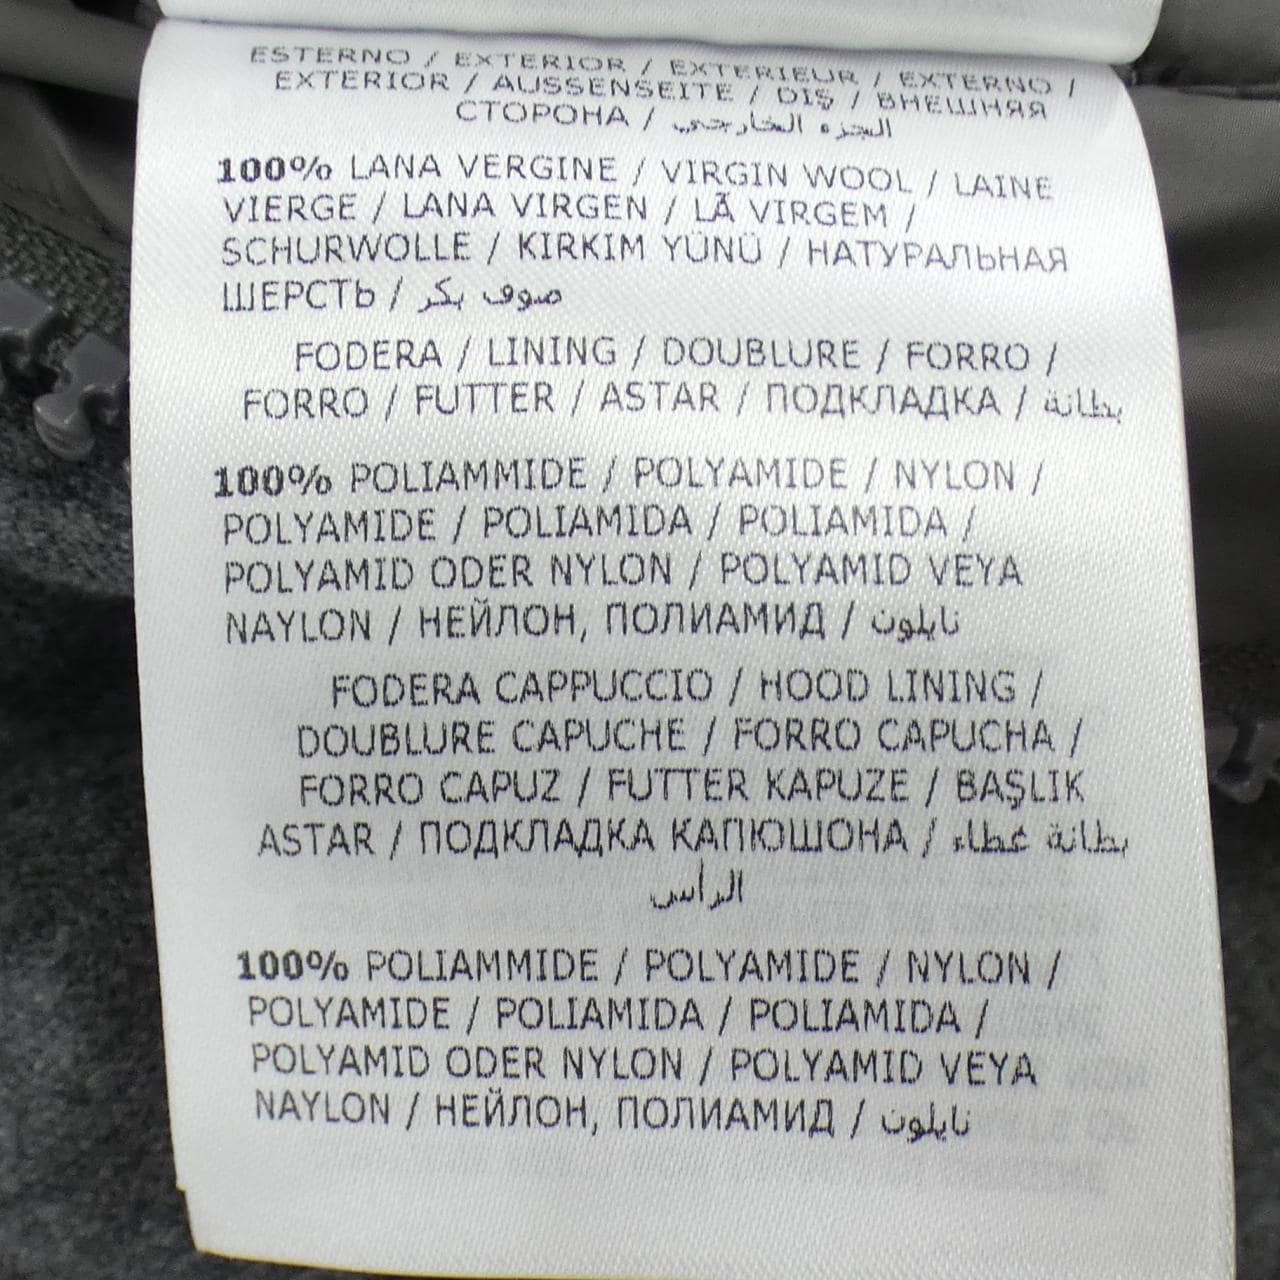 ESTERNO / EXTERIOR / EXTERIEUR / EXTERNO /
EXTERIOR / AUSSENSEITE / DIŞ / ВНЕШНЯЯ
СТОРОНА / الجزء الخارجي
100% LANA VERGINE / VIRGIN WOOL / LAINE
VIERGE / LANA VIRGEN / LÃ VIRGEM /
SCHURWOLLE / KIRKIM YÜNÜ / НАТУРАЛЬНАЯ
ШЕРСТЬ / صوف بكر
FODERA / LINING / DOUBLURE / FORRO /
FORRO / FUTTER / ASTAR / ПОДКЛАДКА / بطانة
100% POLIAMMIDE / POLYAMIDE / NYLON /
POLYAMIDE / POLIAMIDA / POLIAMIDA /
POLYAMID ODER NYLON / POLYAMID VEYA
NAYLON / НЕЙЛОН, ПОЛИАМИД / نايلون
FODERA CAPPUCCIO / HOOD LINING /
DOUBLURE CAPUCHE / FORRO CAPUCHA /
FORRO CAPUZ / FUTTER KAPUZE / BAŞLIK
ASTAR / ПОДКЛАДКА КАПЮШОНА / بطانة غطاء
الرأس
100% POLIAMMIDE / POLYAMIDE / NYLON /
POLYAMIDE / POLIAMIDA / POLIAMIDA /
POLYAMID ODER NYLON / POLYAMID VEYA
NAYLON / НЕЙЛОН, ПОЛИАМИД / نايلون